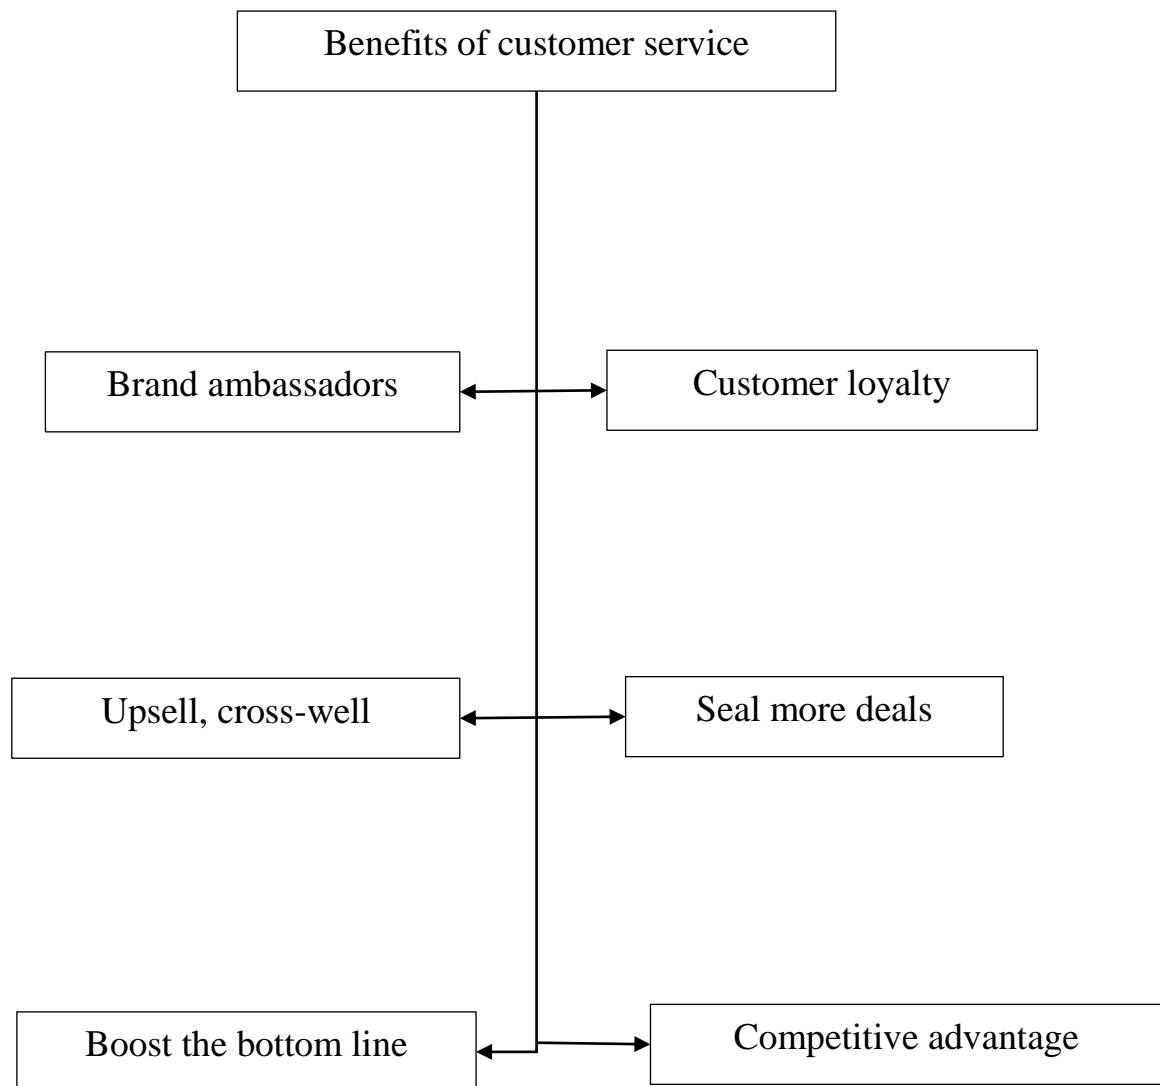 Benefits of customer service
Brand ambassadors
Customer loyalty
Upsell, cross-well
Seal more deals
Boost the bottom line
Competitive advantage